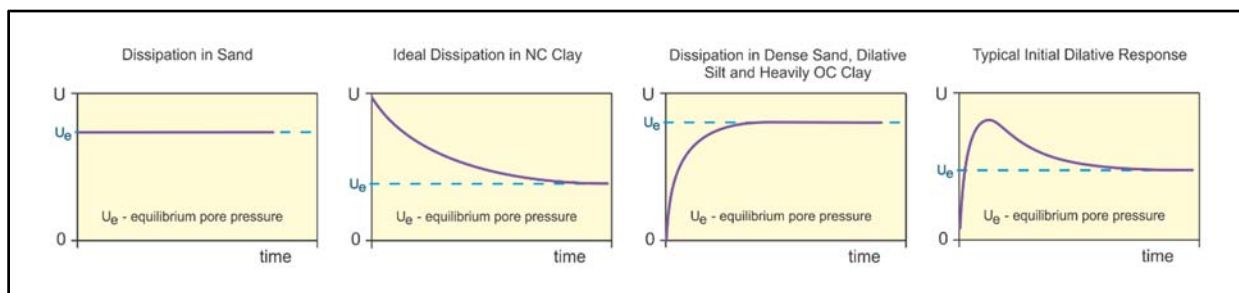 Dissipation in Sand
U
Ue
Ue - equilibrium pore pressure
0
time
Ideal Dissipation in NC Clay
U
Ue
Ue - equilibrium pore pressure
0
time
Dissipation in Dense Sand, Dilative
Silt and Heavily OC Clay
U
Ue
Ue - equilibrium pore pressure
0
time
Typical Initial Dilative Response
U
Ue
Ue - equilibrium pore pressure
0
time